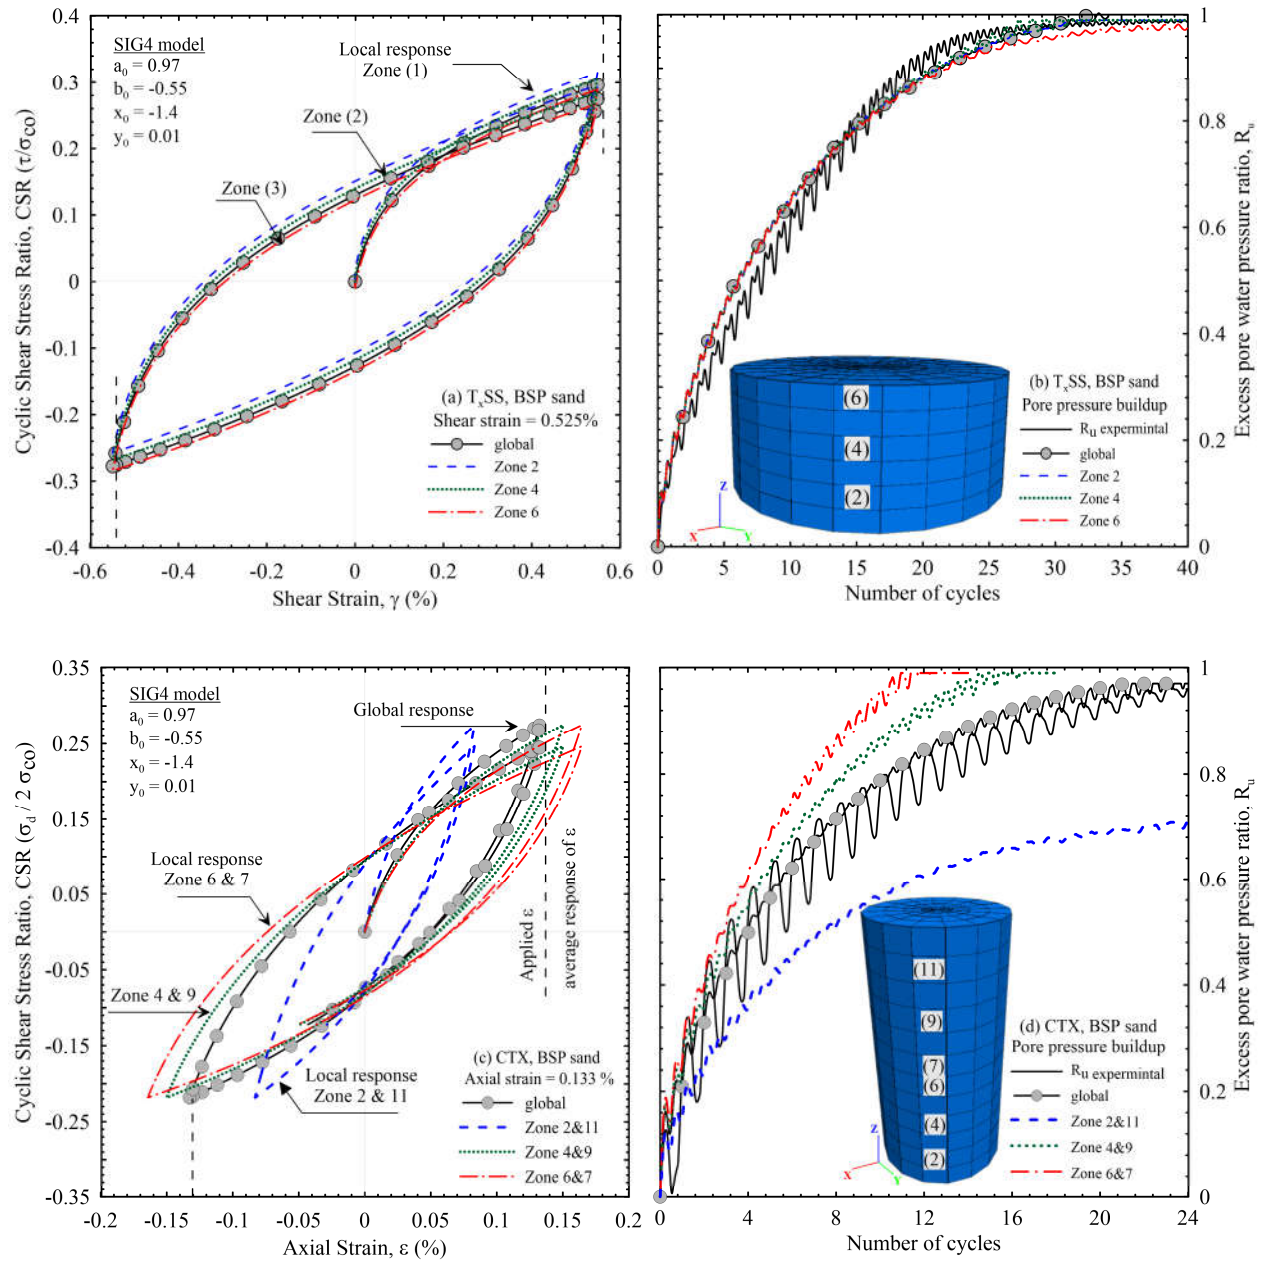 0.4
0.3
0.2
0.1
0
-0.1
-0.2
-0.3
-0.4
Cyclic Shear Stress Ratio, CSR (τ/σco)
SIG4 model
a0 = 0.97
b0 = -0.55
x0 = -1.4
y0 = 0.01
Local response
Zone (1)
Zone (2)
Zone (3)
(a) TxSS, BSP sand
Shear strain = 0.525%
global
Zone 2
Zone 4
Zone 6
-0.6
-0.4
-0.2
0
0.2
0.4
0.6
Shear Strain, γ (%)
1
0.8
0.6
0.4
0.2
0
Excess pore water pressure ratio, Ru
(6)
(4)
(2)
Z
X
Y
(b) TxSS, BSP sand
Pore pressure buildup
Ru expermintal
global
Zone 2
Zone 4
Zone 6
0
5
10
15
20
25
30
35
40
Number of cycles
0.35
0.25
0.15
0.05
-0.05
-0.15
-0.25
-0.35
Cyclic Shear Stress Ratio, CSR (σd / 2 σco)
SIG4 model
a0 = 0.97
b0 = -0.55
x0 = -1.4
y0 = 0.01
Global response
Local response
Zone 6 & 7
Zone 4 & 9
Local response
Zone 2 & 11
Applied ε
average response of ε
(c) CTX, BSP sand
Axial strain = 0.133 %
global
Zone 2&11
Zone 4&9
Zone 6&7
-0.2
-0.15
-0.1
-0.05
0
0.05
0.1
0.15
0.2
Axial Strain, ε (%)
1
0.8
0.6
0.4
0.2
0
Excess pore water pressure ratio, Ru
(11)
(9)
(7)
(6)
(4)
(2)
Z
X
Y
(d) CTX, BSP sand
Pore pressure buildup
Ru expermintal
global
Zone 2&11
Zone 4&9
Zone 6&7
0
4
8
12
16
20
24
Number of cycles